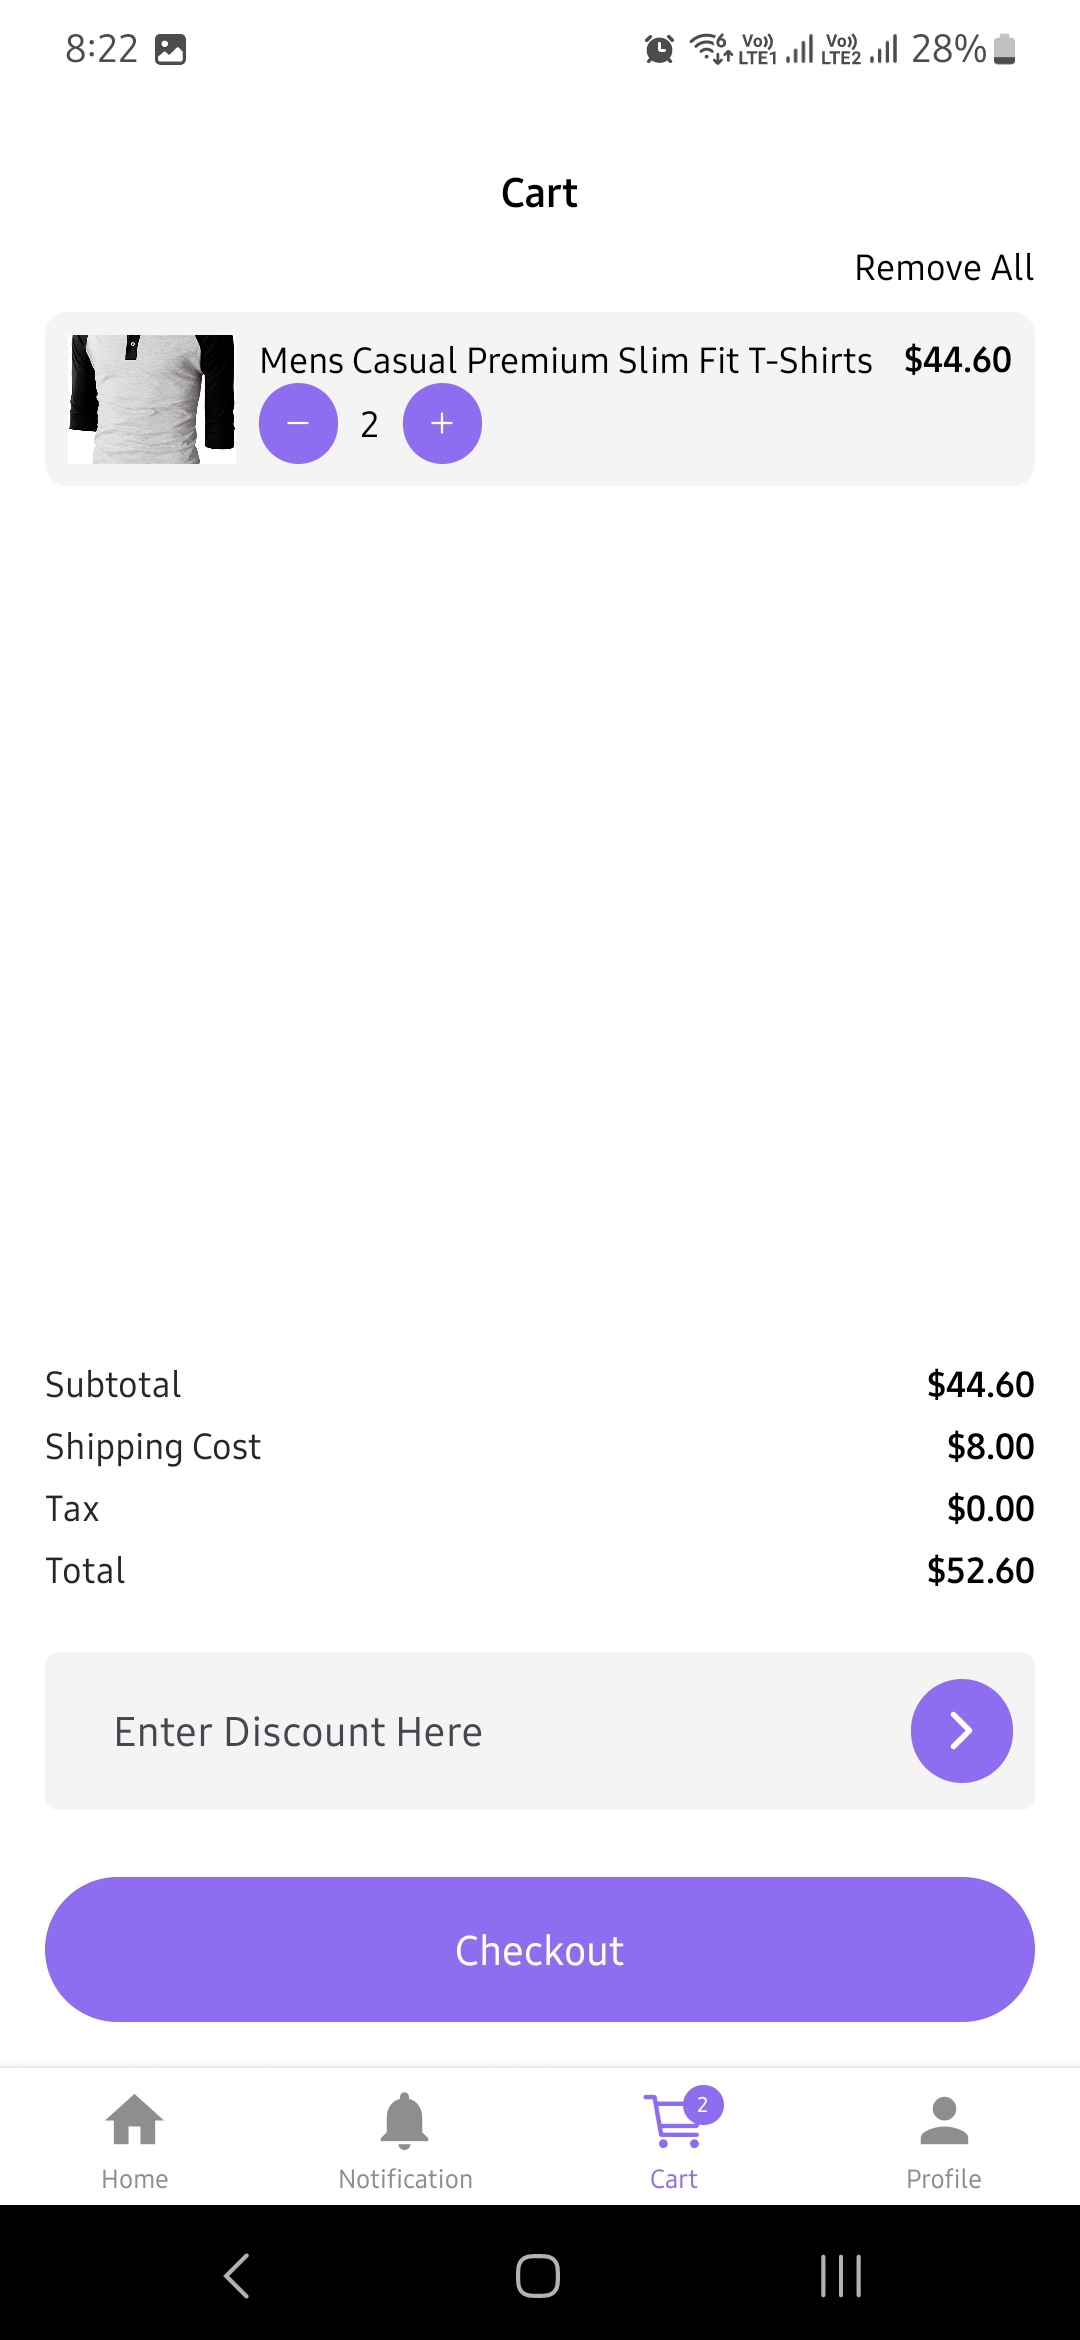 8:22
6 Vo)) LTE1 Vo)) LTE2 28%
Cart
Remove All
Mens Casual Premium Slim Fit T-Shirts $44.60
2
Subtotal $44.60
Shipping Cost $8.00
Tax $0.00
Total $52.60
Enter Discount Here
Checkout
2
Home Notification Cart Profile